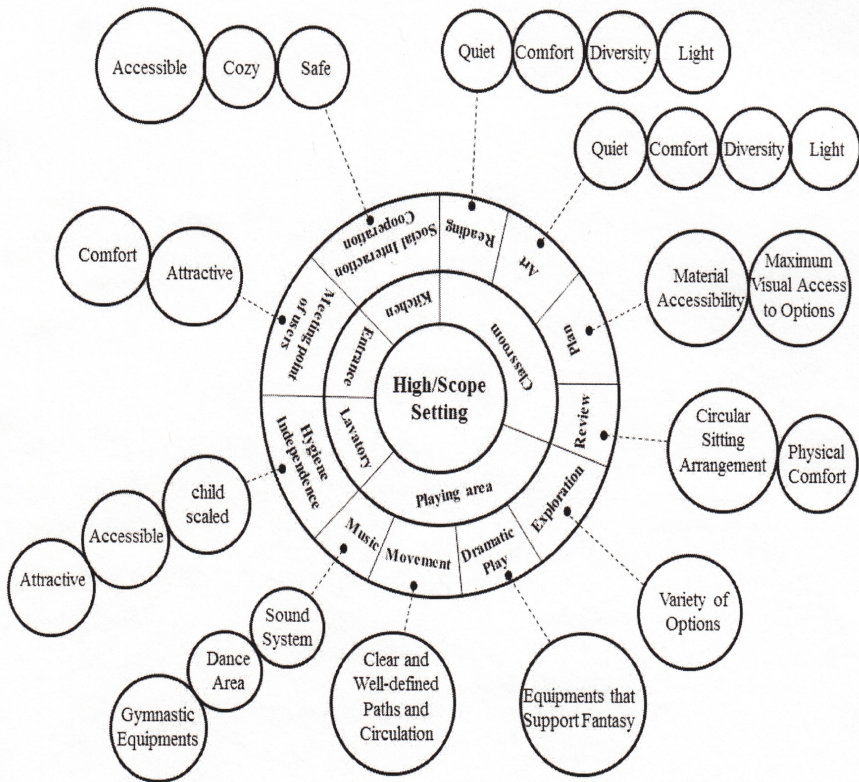 Accessible
Cozy
Safe
Quiet
Comfort
Diversity
Light
Quiet
Comfort
Diversity
Light
Comfort
Attractive
Material
Accessibility
Maximum
Visual Access
to Options
Circular
Sitting
Arrangement
Physical
Comfort
Variety of
Options
Equipments that
Support Fantasy
Clear and
Well-defined
Paths and
Circulation
Sound
System
Dance
Area
Gymnastic
Equipments
child
scaled
Accessible
Attractive
Social Interaction
Cooperation
Reading
Art
Plan
Review
Exploration
Dramatic
Play
Movement
Music
Hygiene
Independence
Meeting point
of users
Kitchen
Classroom
Playing area
Lavatory
Entrance
High/Scope
Setting